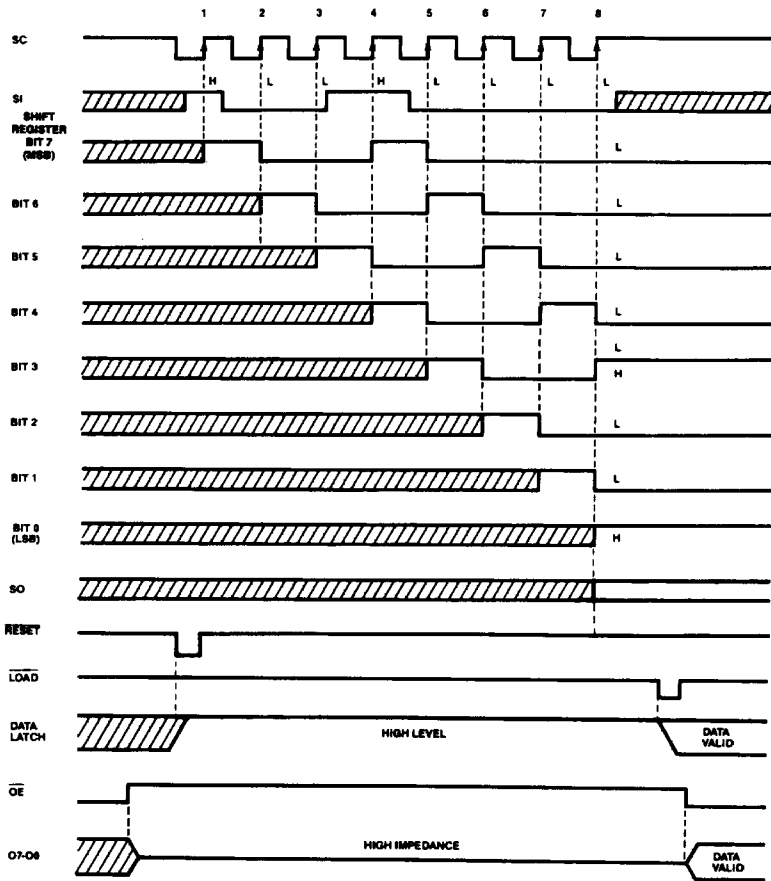 1 2 3 4 5 6 7 8
SC
H L L H L L L L
SI
SHIFT
REGISTER
BIT 7
(MSB)
L
BIT 6
L
BIT 5
L
BIT 4
L
L
BIT 3
H
BIT 2
L
BIT 1
L
BIT 0
(LSB)
H
SO
RESET
LOAD
DATA
LATCH
HIGH LEVEL
DATA
VALID
OE
O7-O0
HIGH IMPEDANCE
DATA
VALID